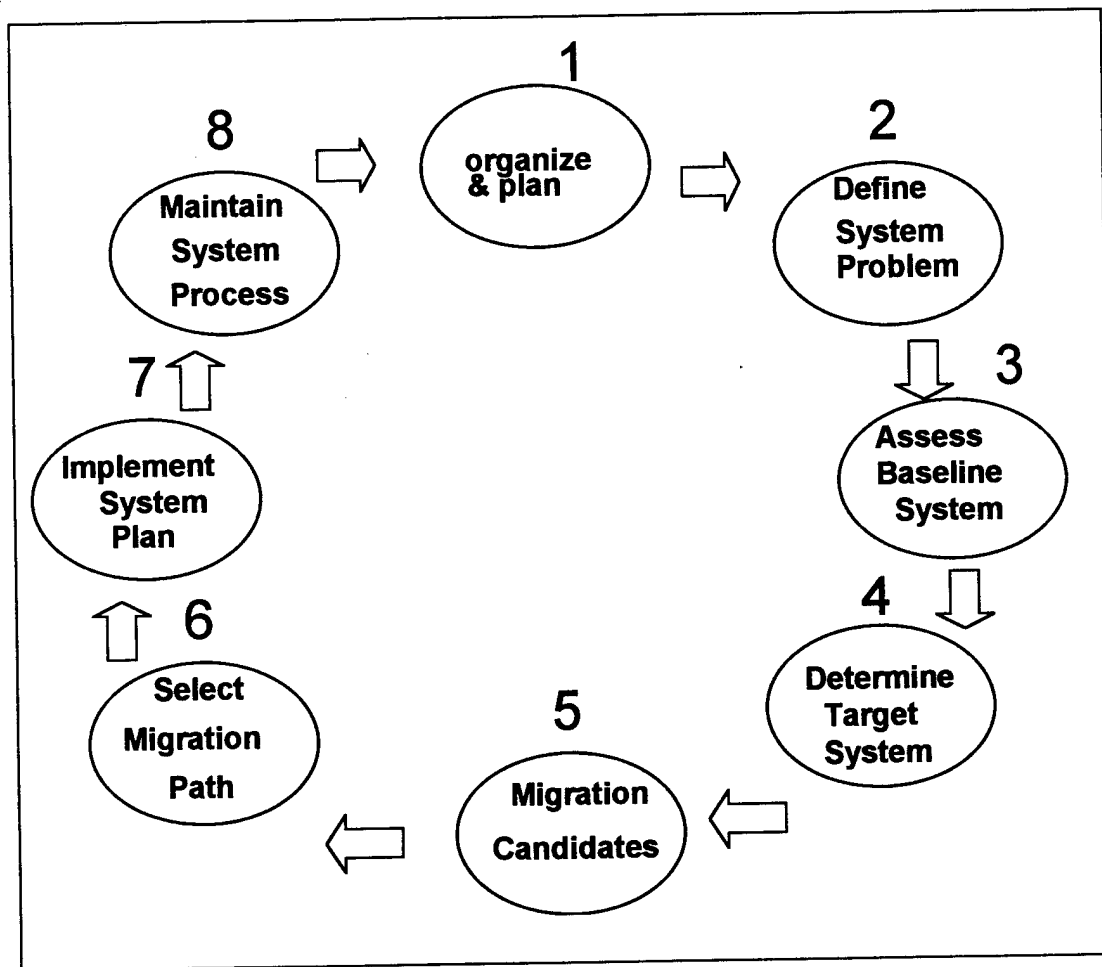 1
organize
& plan
2
Define
System
Problem
3
Assess
Baseline
System
4
Determine
Target
System
5
Migration
Candidates
6
Select
Migration
Path
7
Implement
System
Plan
8
Maintain
System
Process